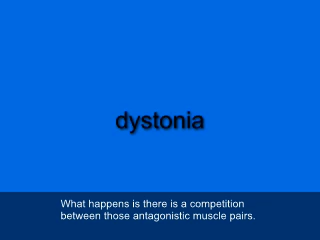 dystonia
What happens is there is a competition
between those antagonistic muscle pairs.